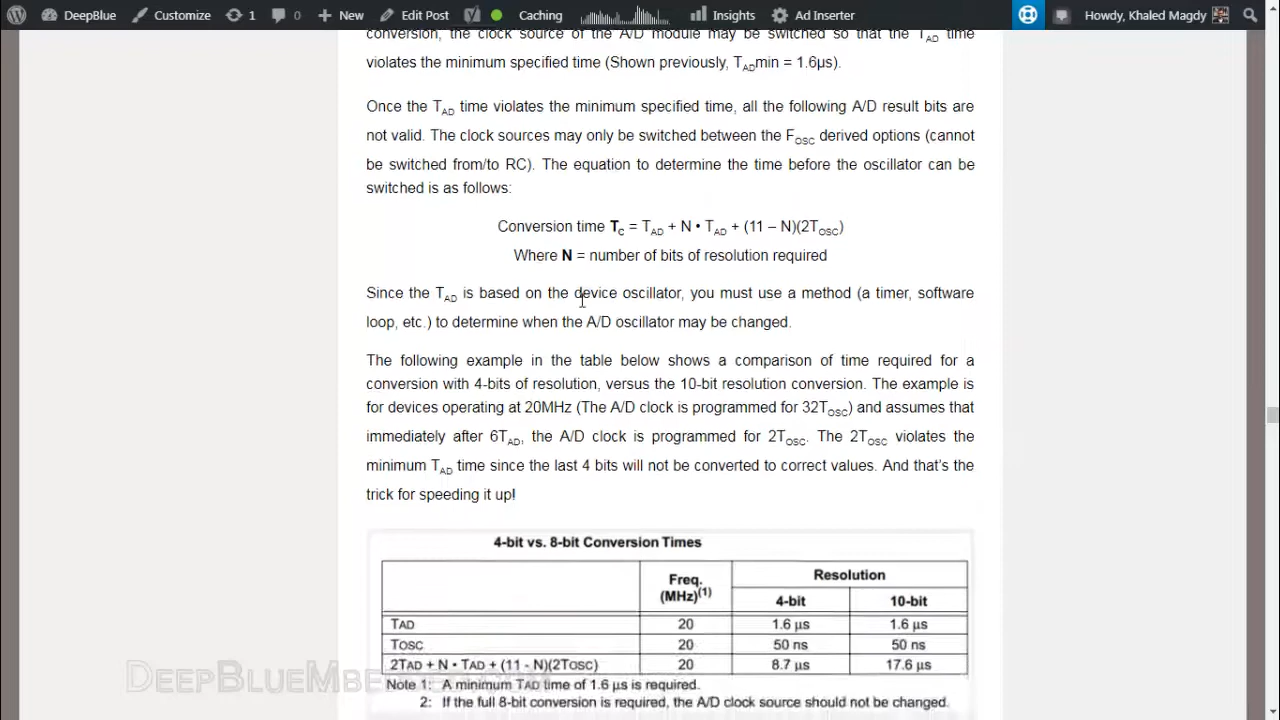 DeepBlue Customize 1 0 New Edit Post Caching Insights Ad Inserter Howdy, Khaled Magdy
conversion, the clock source of the A/D module may be switched so that the TAD time
violates the minimum specified time (Shown previously, TADmin = 1.6µs).
Once the TAD time violates the minimum specified time, all the following A/D result bits are
not valid. The clock sources may only be switched between the FOSC derived options (cannot
be switched from/to RC). The equation to determine the time before the oscillator can be
switched is as follows:
Conversion time Tc = TAD + N • TAD + (11 – N)(2TOSC)
Where N = number of bits of resolution required
Since the TAD is based on the device oscillator, you must use a method (a timer, software
loop, etc.) to determine when the A/D oscillator may be changed.
The following example in the table below shows a comparison of time required for a
conversion with 4-bits of resolution, versus the 10-bit resolution conversion. The example is
for devices operating at 20MHz (The A/D clock is programmed for 32TOSC) and assumes that
immediately after 6TAD, the A/D clock is programmed for 2TOSC. The 2TOSC violates the
minimum TAD time since the last 4 bits will not be converted to correct values. And that's the
trick for speeding it up!
4-bit vs. 8-bit Conversion Times
Freq. (MHz)(1) Resolution
4-bit 10-bit
TAD 20 1.6 µs 1.6 µs
TOSC 20 50 ns 50 ns
2TAD + N • TAD + (11 - N)(2TOSC) 20 8.7 µs 17.6 µs
Note 1: A minimum TAD time of 1.6 µs is required.
2: If the full 8-bit conversion is required, the A/D clock source should not be changed.